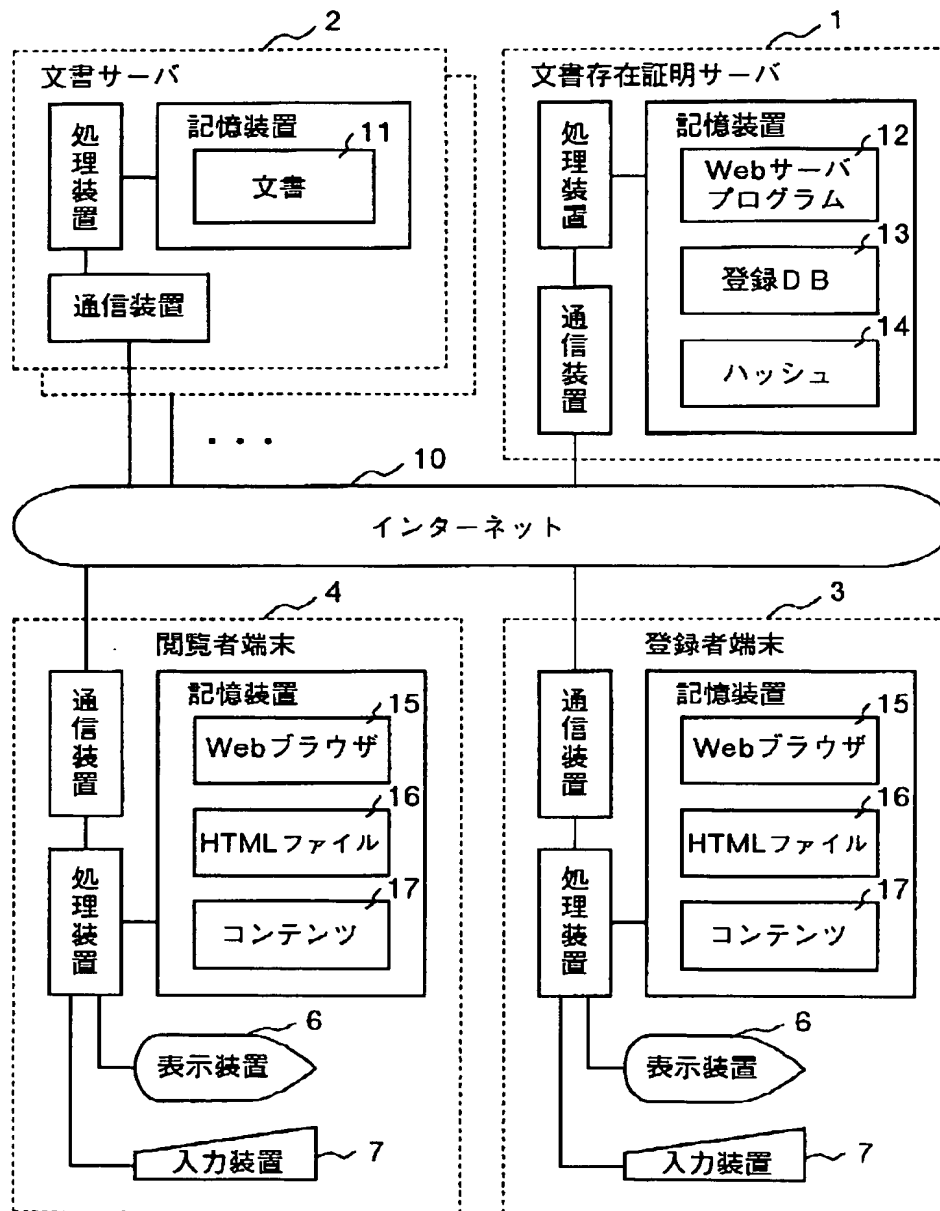 2
文書サーバ
処理装置
記憶装置
11
文書
通信装置
1
文書存在証明サーバ
処理装置
記憶装置
12
Webサーバ
プログラム
13
登録DB
14
ハッシュ
通信装置
・・・
10
インターネット
4
閲覧者端末
通信装置
記憶装置
15
Webブラウザ
16
HTMLファイル
処理装置
17
コンテンツ
6
表示装置
入力装置
7
3
登録者端末
通信装置
記憶装置
15
Webブラウザ
16
HTMLファイル
処理装置
17
コンテンツ
6
表示装置
入力装置
7